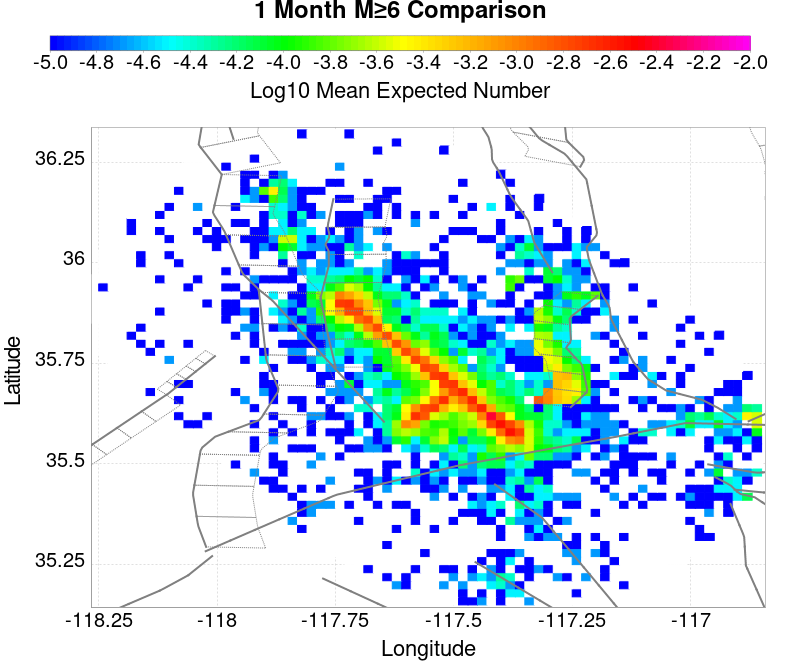 1 Month M≥6 Comparison
-5.0 -4.8 -4.6 -4.4 -4.2 -4.0 -3.8 -3.6 -3.4 -3.2 -3.0 -2.8 -2.6 -2.4 -2.2 -2.0
Log10 Mean Expected Number
36.25
36
35.75
35.5
35.25
Latitude
-118.25 -118 -117.75 -117.5 -117.25 -117
Longitude